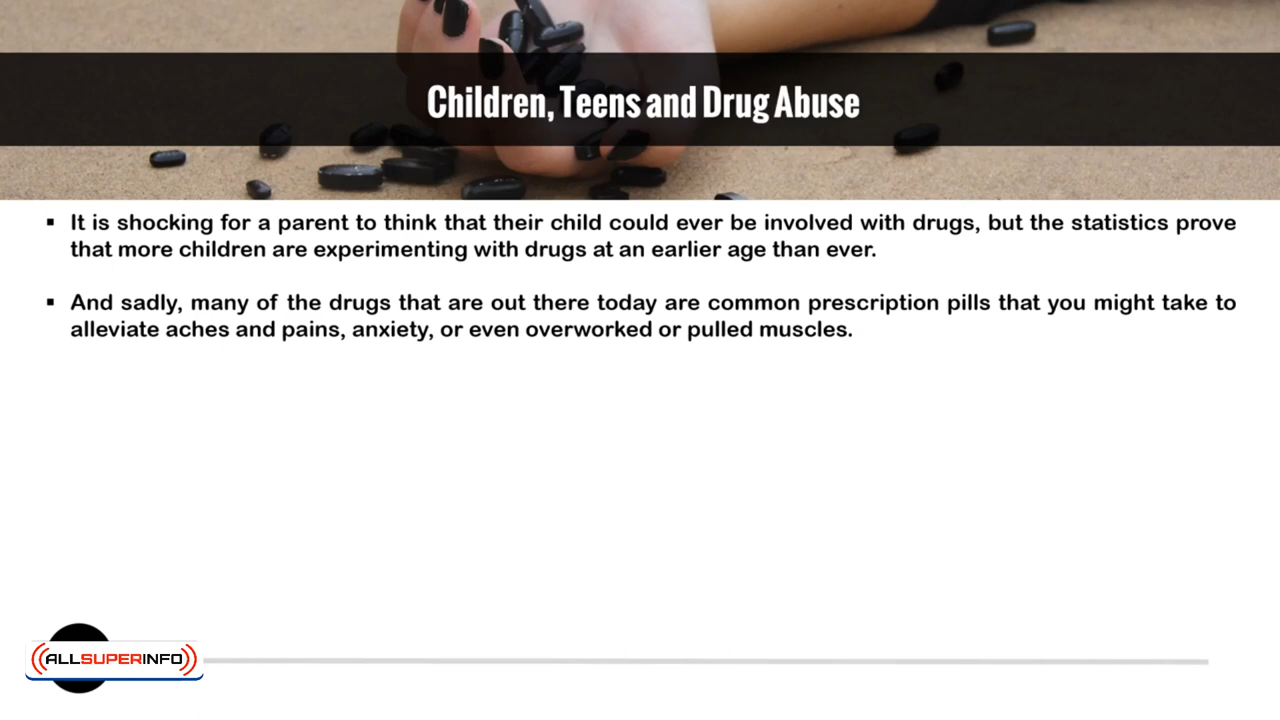 Children, Teens and Drug Abuse
▪ It is shocking for a parent to think that their child could ever be involved with drugs, but the statistics prove
that more children are experimenting with drugs at an earlier age than ever.
▪ And sadly, many of the drugs that are out there today are common prescription pills that you might take to
alleviate aches and pains, anxiety, or even overworked or pulled muscles.
ALLSUPERINFO